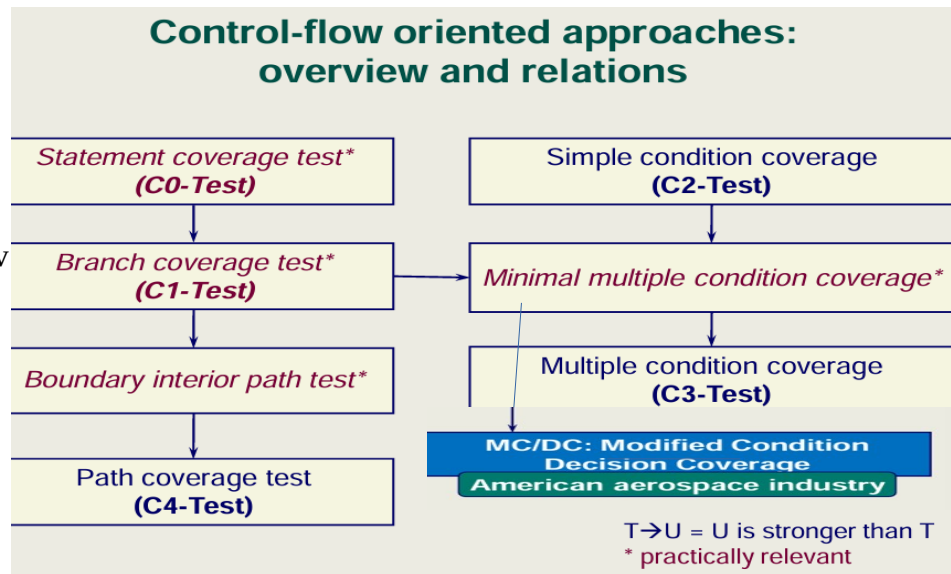 Control-flow oriented approaches:
overview and relations
Statement coverage test*
(C0-Test)
Branch coverage test*
(C1-Test)
Boundary interior path test*
Path coverage test
(C4-Test)
Simple condition coverage
(C2-Test)
Minimal multiple condition coverage*
Multiple condition coverage
(C3-Test)
MC/DC: Modified Condition
Decision Coverage
American aerospace industry
T→U = U is stronger than T
* practically relevant